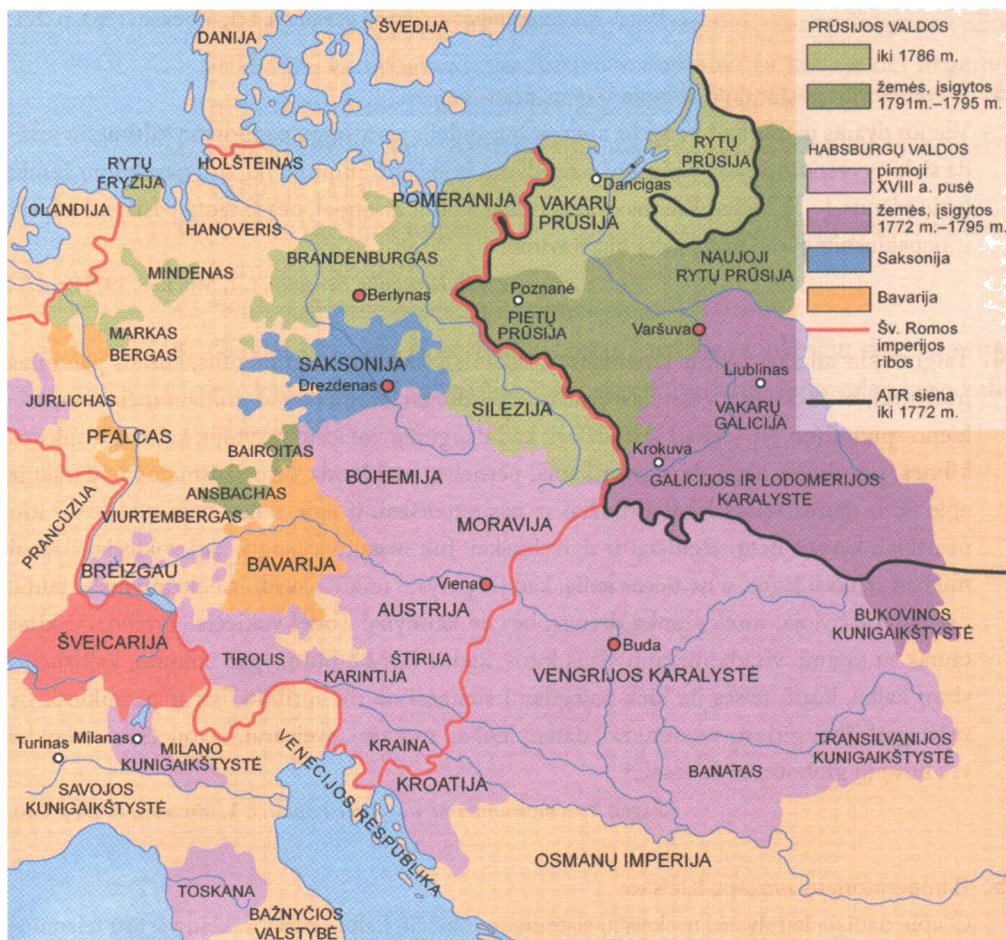 DANIJA
ŠVEDIJA
RYTŲ
FRYZIJA
HOLŠTEINAS
OLANDIJA
HANOVERIS
POMERANIJA
VAKARŲ
PRŪSIJA
Dancigas
RYTŲ
PRŪSIJA
MINDENAS
BRANDENBURGAS
Berlynas
NAUJOJI
RYTŲ PRŪSIJA
Poznanė
PIETŲ
PRŪSIJA
Varšuva
MARKAS
BERGAS
SAKSONIJA
Drezdenas
SILEZIJA
Liublinas
VAKARŲ
GALICIJA
JURLICHAS
PFALCAS
BAIROITAS
BOHEMIJA
Krokuva
GALICIJOS IR LODOMERIJOS
KARALYSTĖ
ANSBACHAS
VIURTEMBERGAS
PRANCŪZIJA
MORAVIJA
BREIZGAU
BAVARIJA
Viena
AUSTRIJA
BUKOVINOS
KUNIGAIKŠTYSTĖ
ŠVEICARIJA
TIROLIS
ŠTIRIJA
KARINTIJA
Buda
VENGRIJOS KARALYSTĖ
Turinas
Milanas
MILANO
KUNIGAIKŠTYSTĖ
KRAINA
KROATIJA
BANATAS
TRANSILVANIJOS
KUNIGAIKŠTYSTĖ
SAVOJOS
KUNIGAIKŠTYSTĖ
VENECIJOS RESPUBLIKA
OSMANŲ IMPERIJA
TOSKANA
BAŽNYČIOS
VALSTYBĖ
PRŪSIJOS VALDOS
iki 1786 m.
žemės, įsigytos
1791m.–1795 m.
HABSBURGŲ VALDOS
pirmoji
XVIII a. pusė
žemės, įsigytos
1772 m.–1795 m.
Saksonija
Bavarija
Šv. Romos
imperijos
ribos
ATR siena
iki 1772 m.